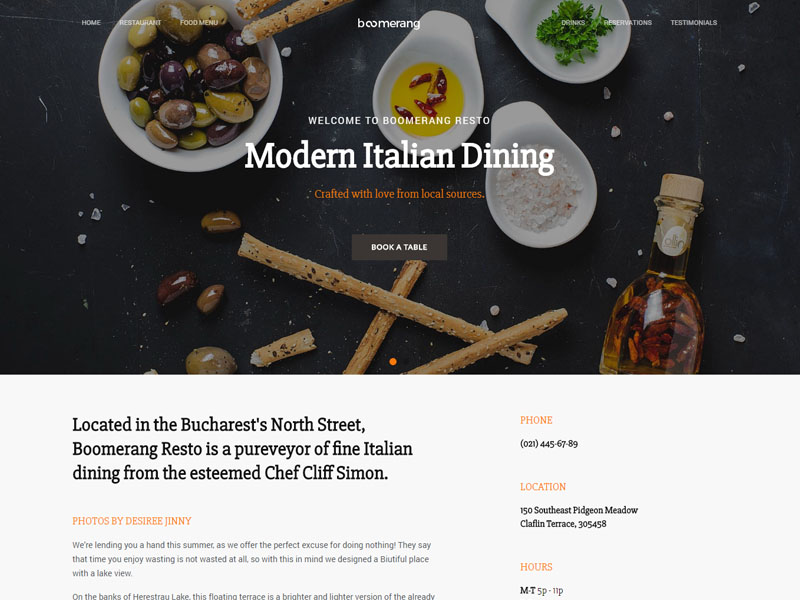 HOME RESTAURANT FOOD MENU boomerang DRINKS RESERVATIONS TESTIMONIALS
WELCOME TO BOOMERANG RESTO
Modern Italian Dining
Crafted with love from local sources.
BOOK A TABLE
Located in the Bucharest's North Street,
Boomerang Resto is a pureveyor of fine Italian
dining from the esteemed Chef Cliff Simon.
PHOTOS BY DESIREE JINNY
We're lending you a hand this summer, as we offer the perfect excuse for doing nothing! They say
that time you enjoy wasting is not wasted at all, so with this in mind we designed a Biutiful place
with a lake view.
On the banks of Herestrau Lake, this floating terrace is a brighter and lighter version of the already
PHONE
(021) 445-67-89
LOCATION
150 Southeast Pidgeon Meadow
Claflin Terrace, 305458
HOURS
M-T 5p - 11p